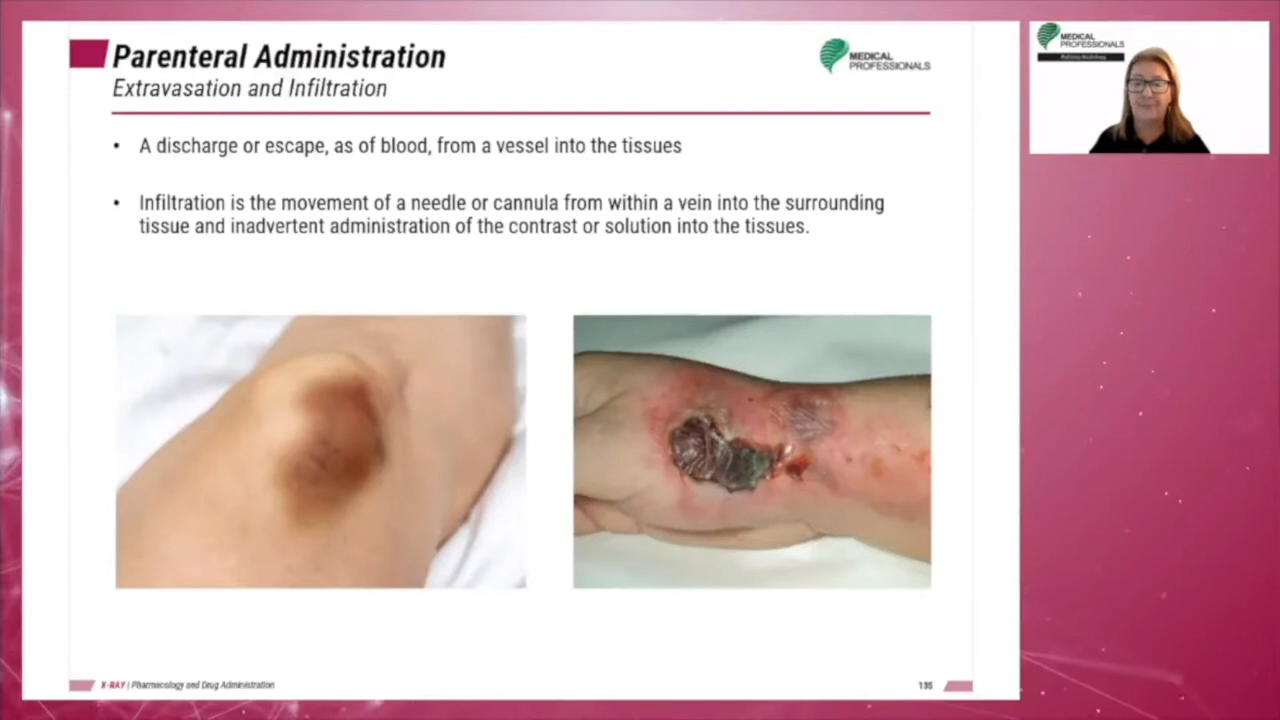 Parenteral Administration
Extravasation and Infiltration
MEDICAL
PROFESSIONALS
• A discharge or escape, as of blood, from a vessel into the tissues
• Infiltration is the movement of a needle or cannula from within a vein into the surrounding
tissue and inadvertent administration of the contrast or solution into the tissues.
X-RAY | Pharmacology and Drug Administration
135
MEDICAL
PROFESSIONALS